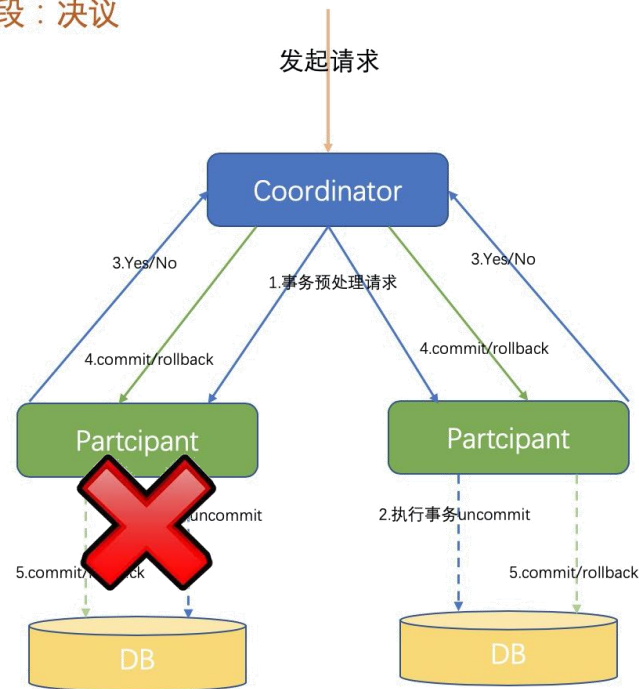 段：决议
发起请求
Coordinator
3.Yes/No
3.Yes/No
1.事务预处理请求
4.commit/rollback
4.commit/rollback
Partcipant
Partcipant
uncommit
2.执行事务uncommit
5.commit/
ck
5.commit/rollback
DB
DB